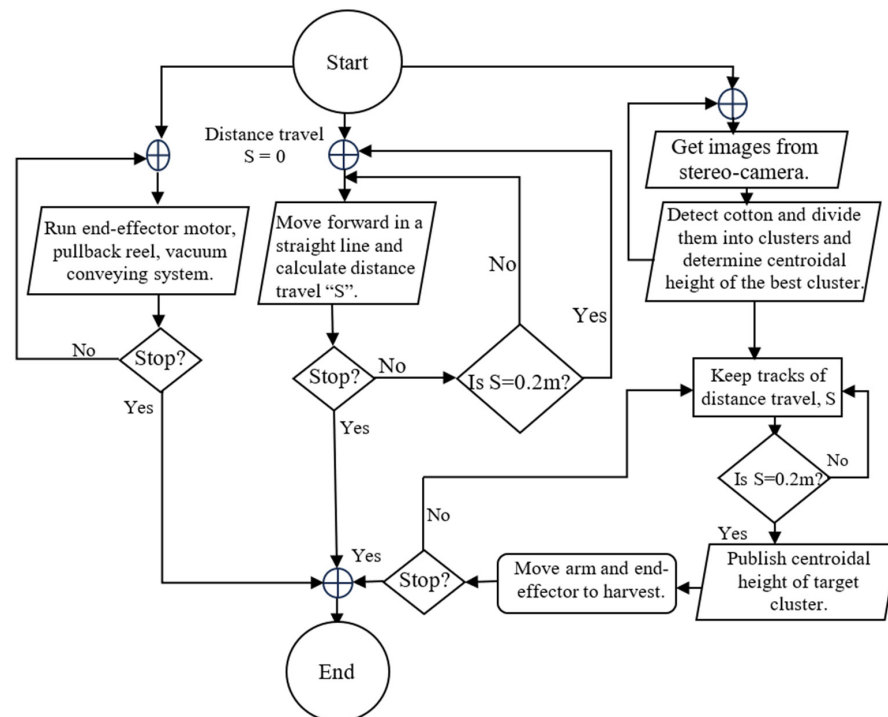 Start
Distance travel
S = 0
Run end-effector motor,
pullback reel, vacuum
conveying system.
No
Stop?
Yes
Move forward in a
straight line and
calculate distance
travel “S”.
Stop?
No
Yes
Is S=0.2m?
No
Yes
Get images from
stereo-camera.
Detect cotton and divide
them into clusters and
determine centroidal
height of the best cluster.
Keep tracks of
distance travel, S
Is S=0.2m?
No
Yes
Publish centroidal
height of target
cluster.
Move arm and end-
effector to harvest.
Stop?
No
Yes
End